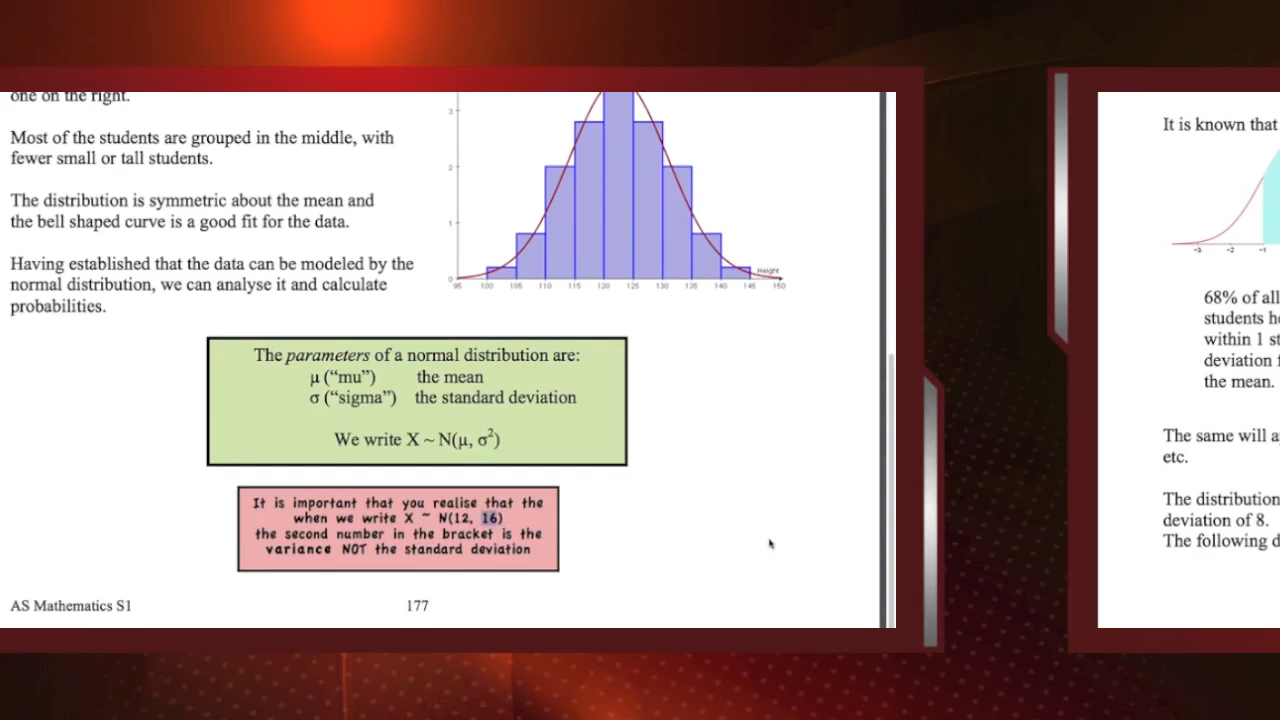 one on the right.
Most of the students are grouped in the middle, with
fewer small or tall students.
The distribution is symmetric about the mean and
the bell shaped curve is a good fit for the data.
Having established that the data can be modeled by the
normal distribution, we can analyse it and calculate
probabilities.
3
2
1
0
Height
95 100 105 110 115 120 125 130 135 140 145 150
The parameters of a normal distribution are:
μ (“mu”) the mean
σ (“sigma”) the standard deviation
We write X ~ N(μ, σ²)
It is important that you realise that the
when we write X ~ N(12, 16)
the second number in the bracket is the
variance NOT the standard deviation
AS Mathematics S1 177
It is known that
-3 -2 -1
68% of all
students
within 1
deviation
the mean.
The same will
etc.
The distribution
deviation of 8.
The following